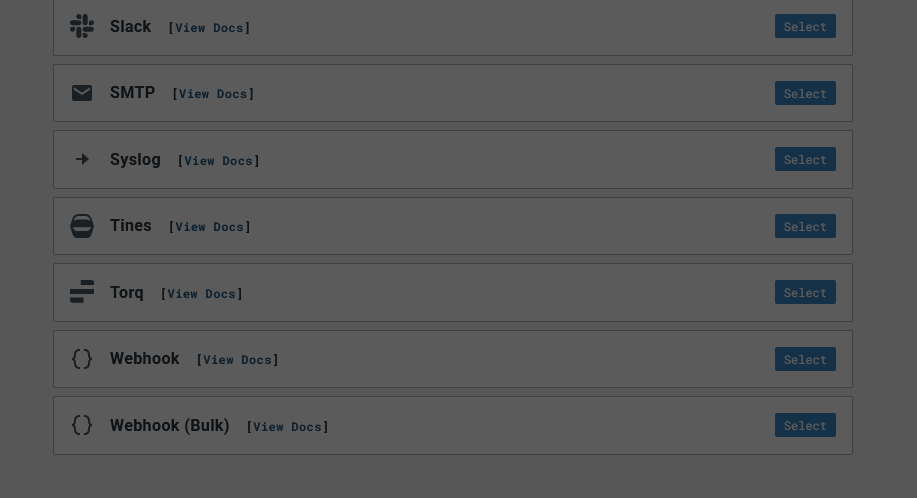 Slack [View Docs] Select
SMTP [View Docs] Select
Syslog [View Docs] Select
Tines [View Docs] Select
Torq [View Docs] Select
Webhook [View Docs] Select
Webhook (Bulk) [View Docs] Select